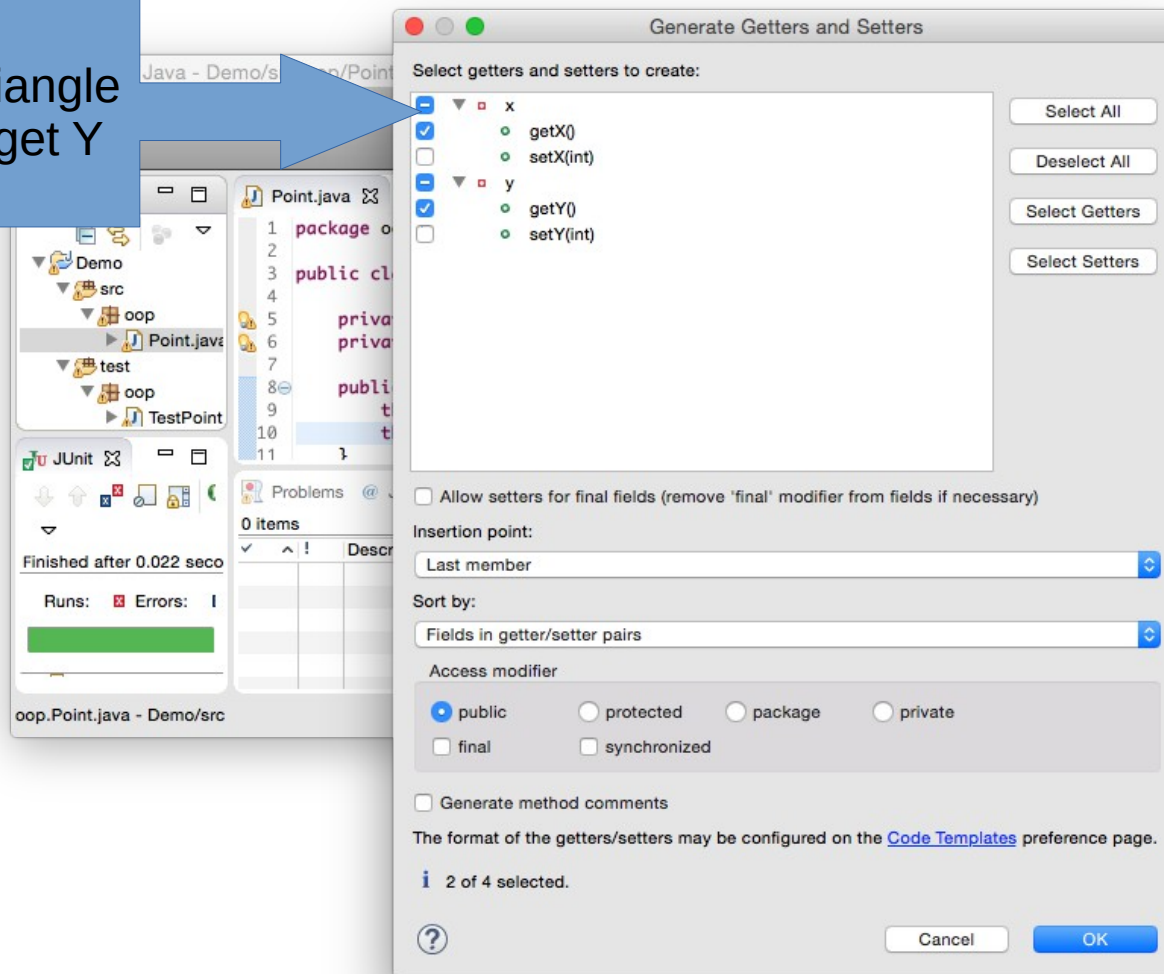 Generate Getters and Setters
Java - Demo/s
/Point
angle
get Y
Select getters and setters to create:
x
getX()
setX(int)
y
getY()
setY(int)
Select All
Deselect All
Select Getters
Select Setters
Demo
src
oop
Point.java
test
oop
TestPoint
Point.java
1 package o
2
3 public cl
4
5 priva
6 priva
7
8 publi
9 t
10 t
11 }
JUnit
Finished after 0.022 seco
Runs: Errors:
Problems @
0 items
! Descr
oop.Point.java - Demo/src
Allow setters for final fields (remove 'final' modifier from fields if necessary)
Insertion point:
Last member
Sort by:
Fields in getter/setter pairs
Access modifier
public protected package private
final synchronized
Generate method comments
The format of the getters/setters may be configured on the Code Templates preference page.
i 2 of 4 selected.
?
Cancel OK